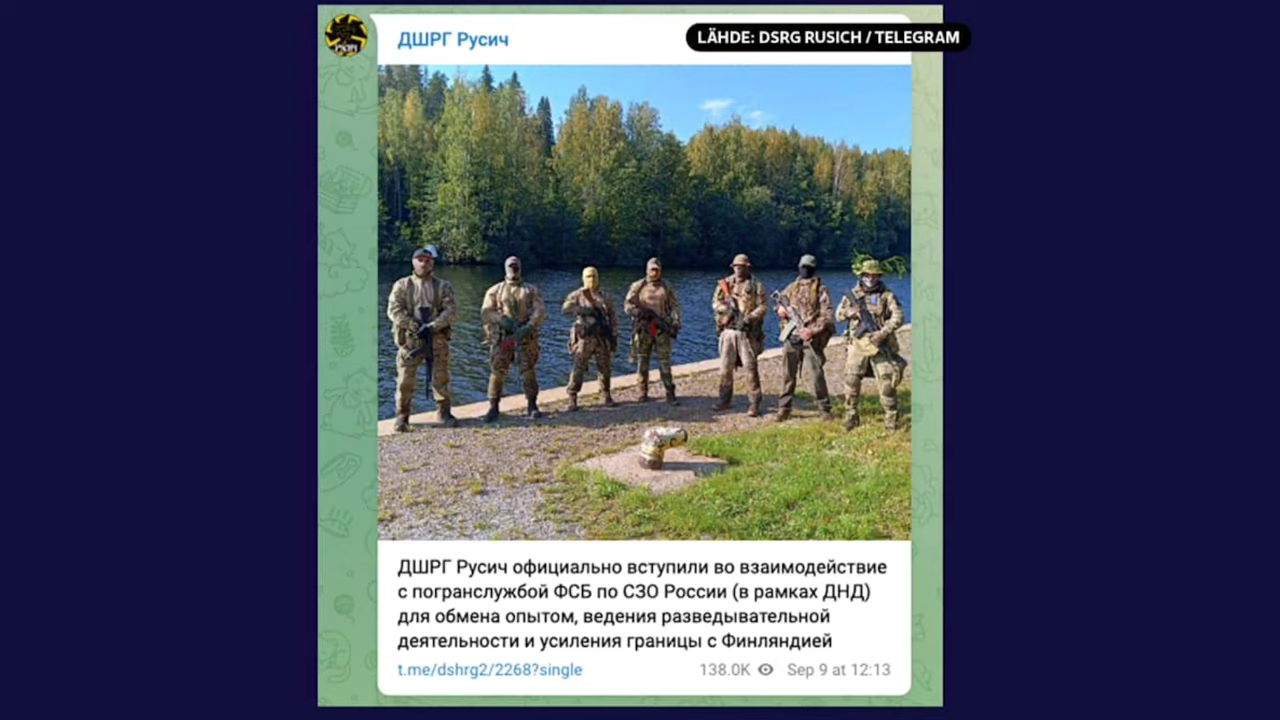 ДШРГ Русич
LÄHDE: DSRG RUSICH / TELEGRAM
ДШРГ Русич официально вступили во взаимодействие
с погранслужбой ФСБ по СЗО России (в рамках ДНД)
для обмена опытом, ведения разведывательной
деятельности и усиления границы с Финляндией
t.me/dshrg2/2268?single 138.0K Sep 9 at 12:13